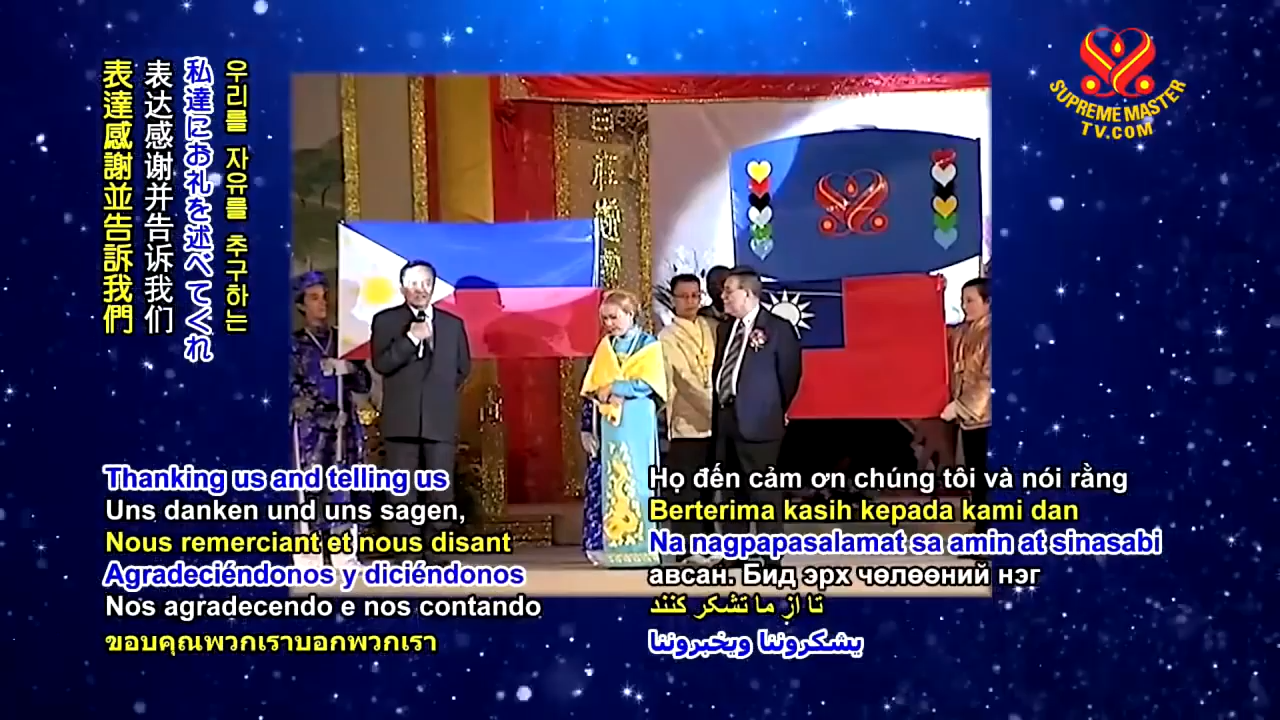 우리를 자유를 추구하는
私達にお礼を述べてくれ
表达感谢并告诉我们
表達感謝並告訴我們
SUPREME MASTER
TV.COM
Thanking us and telling us
Uns danken und uns sagen,
Nous remerciant et nous disant
Agradeciéndonos y diciéndonos
Nos agradecendo e nos contando
ขอบคุณพวกเราบอกพวกเรา
Họ đến cảm ơn chúng tôi và nói rằng
Berterima kasih kepada kami dan
Na nagpapasalamat sa amin at sinasabi
авсан. Бид эрх чөлөөний нэг
تا از ما تشکر کنند
يشكروننا ويخبروننا